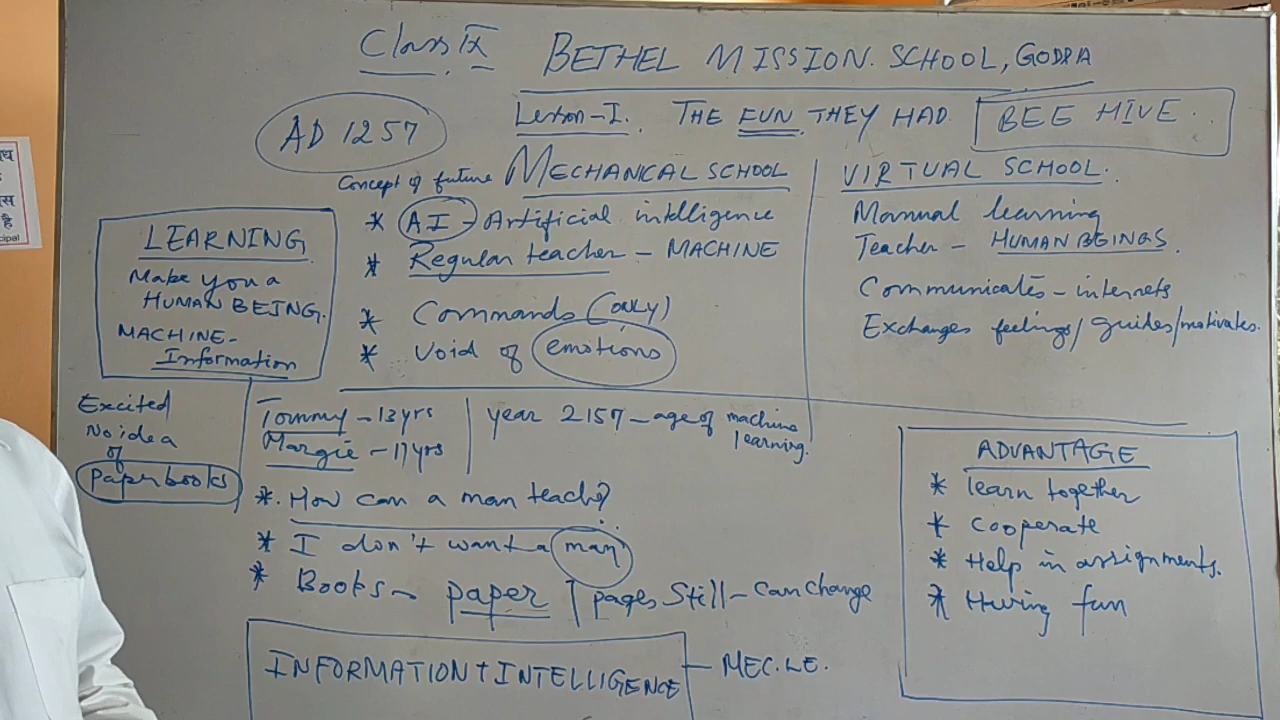 Class IX
BETHEL MISSION. SCHOOL, GODDA
AD 1257
Lesson-I. THE FUN THEY HAD
BEE HIVE.
Concept of future MECHANICAL SCHOOL
* AI - Artificial intelligence
* Regular teacher - MACHINE
* Commands (only)
* Void of emotions
VIRTUAL SCHOOL.
Manual learning
Teacher - HUMAN BEINGS.
Communicates - internets
Exchanges feelings/guides/motivates.
LEARNING
Make you a
HUMAN BEING.
MACHINE-
Information
Excited
No idea
of
paperbooks
Tommy - 13 yrs
Margie - 11 yrs
year 2157 - age of machine
learning.
*. How can a man teach?
* I don't want a man
* Books - paper | pages still - can change
ADVANTAGE
* learn together
* cooperate
* Help in assignments.
* Having fun
INFORMATION + INTELLIGENCE - MEC. LE.
पध
स
है
cipal